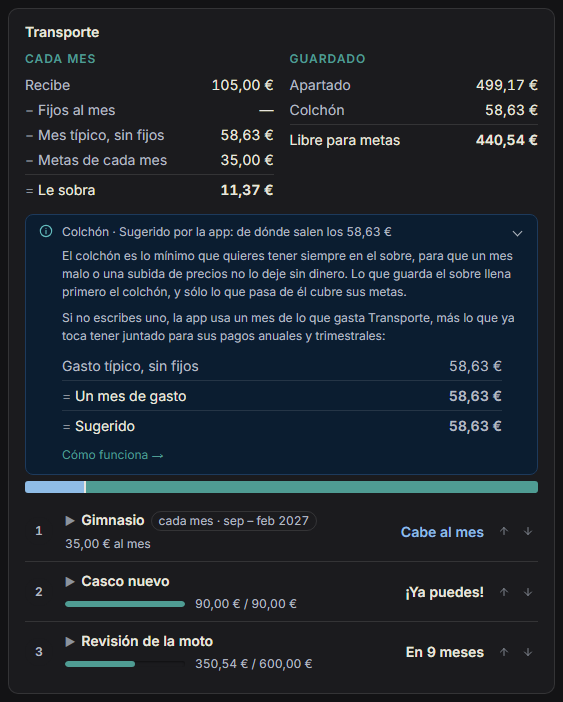 Transporte
CADA MES
Recibe 105,00 €
− Fijos al mes —
− Mes típico, sin fijos 58,63 €
− Metas de cada mes 35,00 €
= Le sobra 11,37 €
GUARDADO
Apartado 499,17 €
Colchón 58,63 €
Libre para metas 440,54 €
Colchón · Sugerido por la app: de dónde salen los 58,63 €
El colchón es lo mínimo que quieres tener siempre en el sobre, para que un mes
malo o una subida de precios no lo deje sin dinero. Lo que guarda el sobre llena
primero el colchón, y sólo lo que pasa de él cubre sus metas.
Si no escribes uno, la app usa un mes de lo que gasta Transporte, más lo que ya
toca tener juntado para sus pagos anuales y trimestrales:
Gasto típico, sin fijos 58,63 €
= Un mes de gasto 58,63 €
= Sugerido 58,63 €
Cómo funciona →
1 ▶ Gimnasio cada mes · sep – feb 2027
35,00 € al mes
Cabe al mes ↑ ↓
2 ▶ Casco nuevo
90,00 € / 90,00 €
¡Ya puedes! ↑ ↓
3 ▶ Revisión de la moto
350,54 € / 600,00 €
En 9 meses ↑ ↓